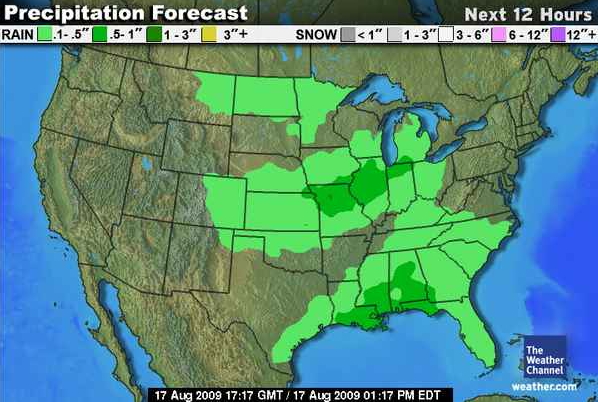 Precipitation Forecast Next 12 Hours
RAIN .1-.5" .5-1" 1-3" 3"+ SNOW <1" 1-3" 3-6" 6-12" 12"+
The
Weather
Channel
weather.com
17 Aug 2009 17:17 GMT / 17 Aug 2009 01:17 PM EDT